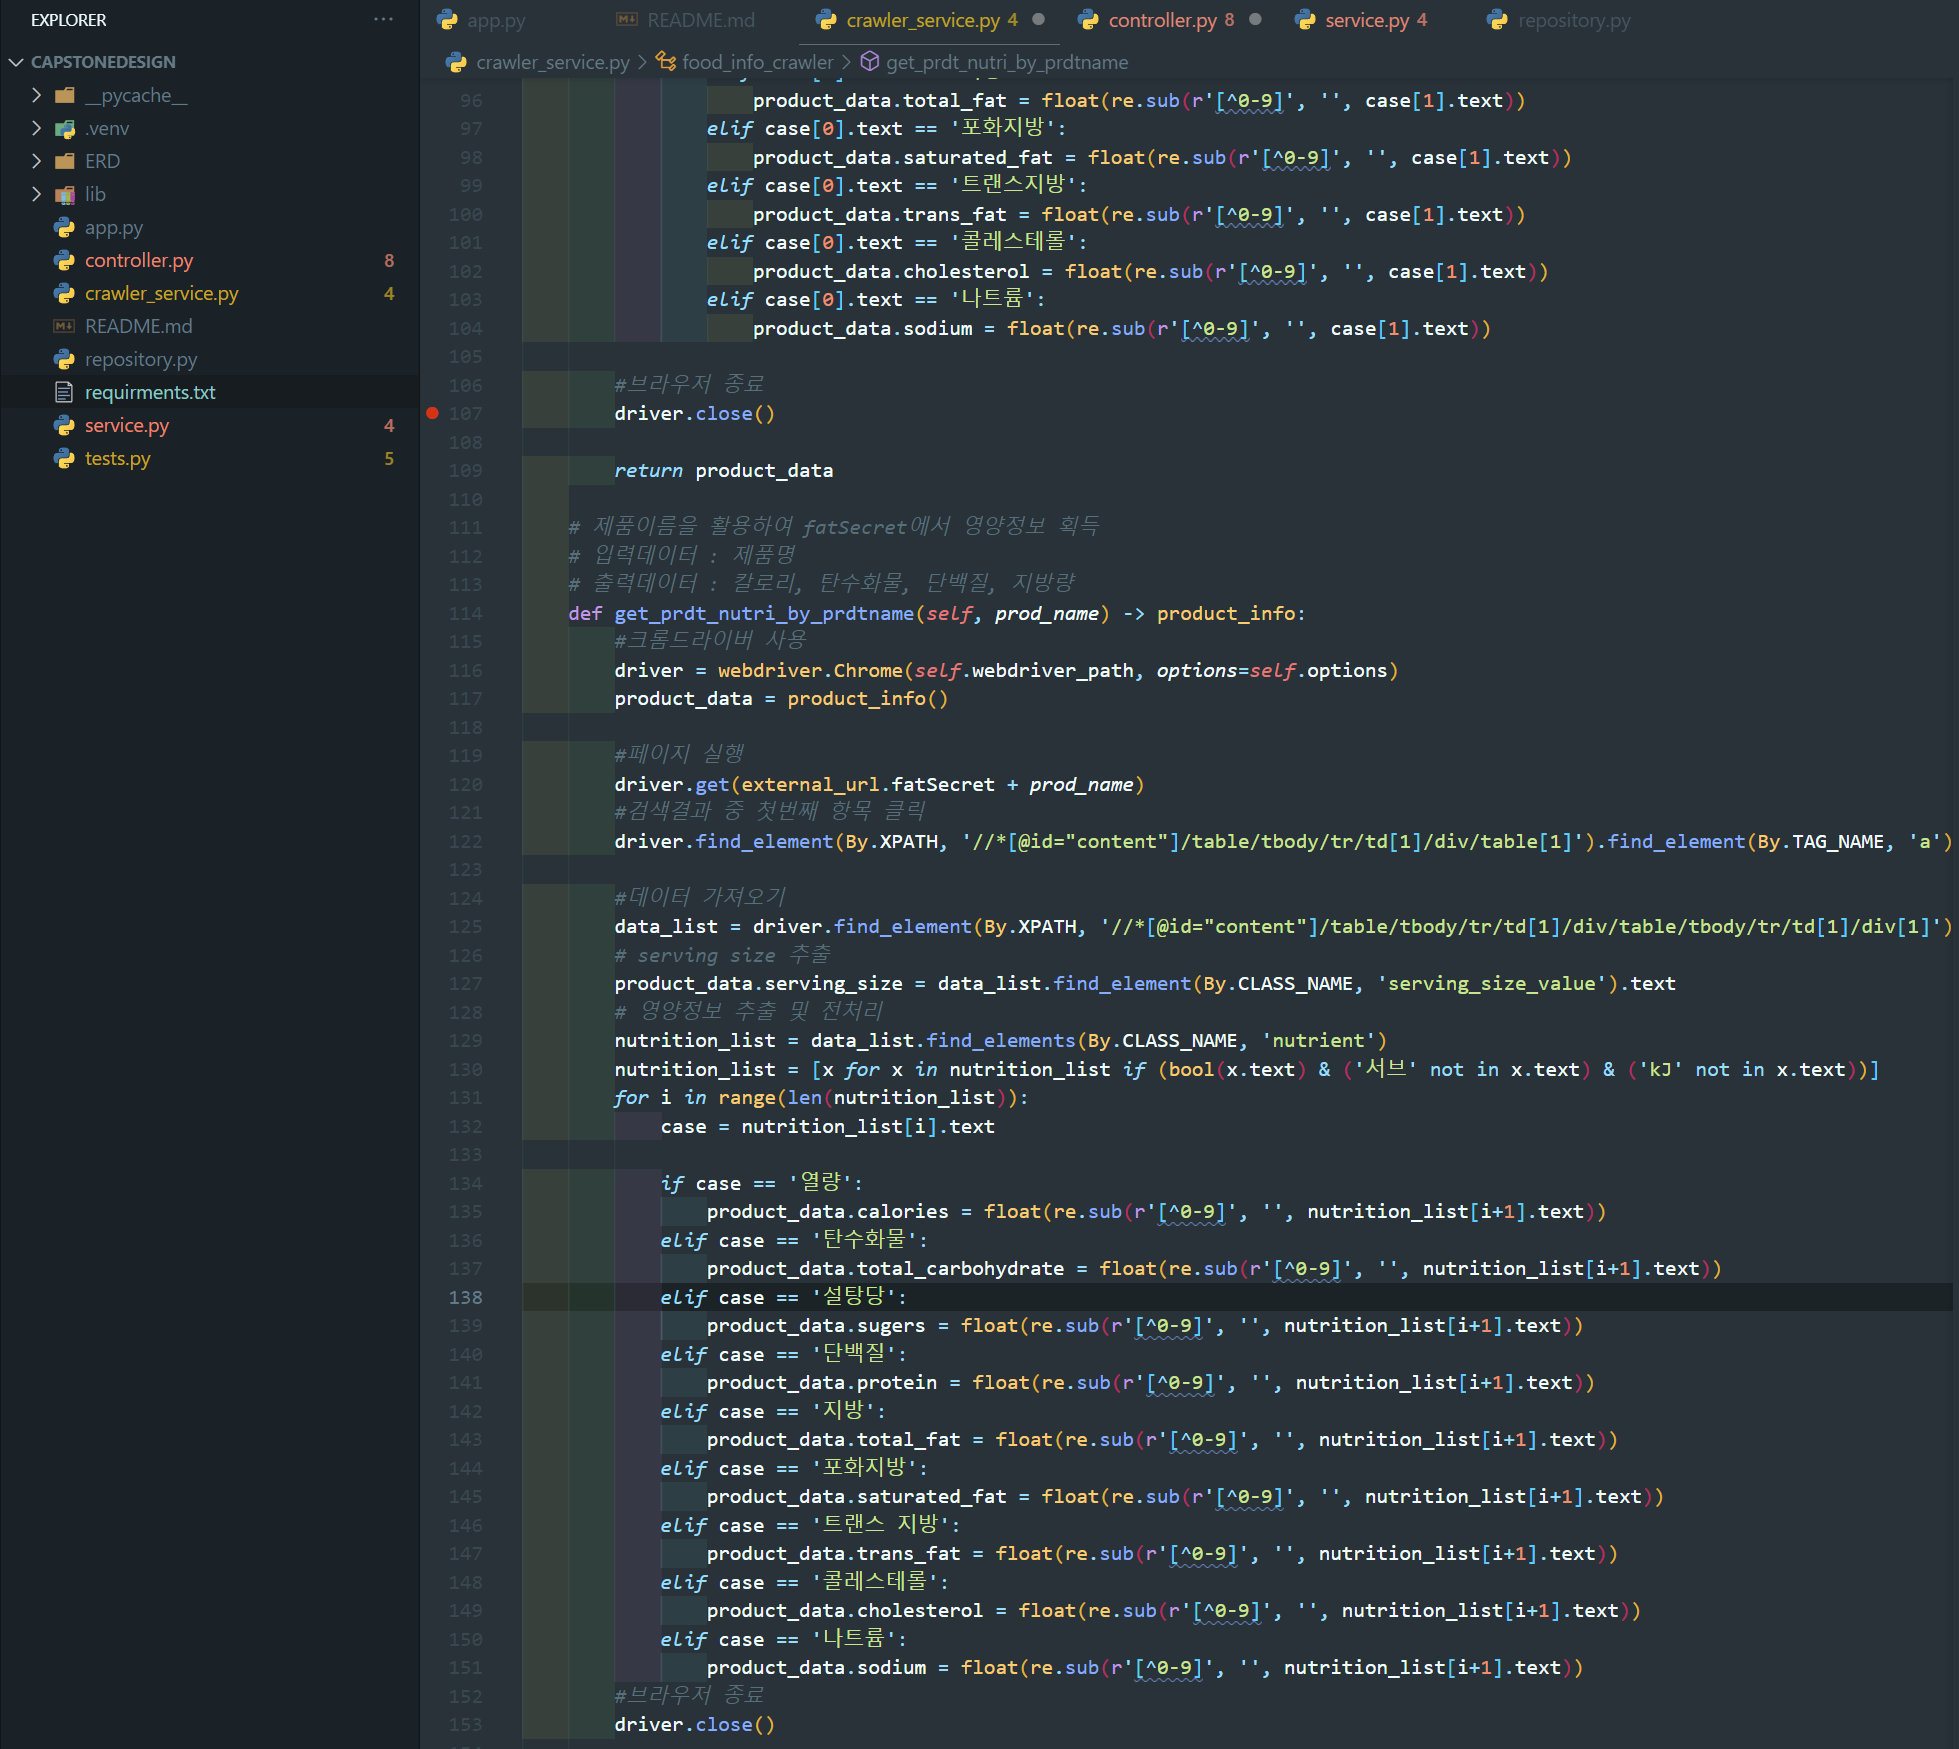 EXPLORER
CAPSTONEDESIGN
__pycache__
.venv
ERD
lib
app.py
controller.py 8
crawler_service.py 4
README.md
repository.py
requirments.txt
service.py 4
tests.py 5
app.py README.md crawler_service.py 4 controller.py 8 service.py 4 repository.py
crawler_service.py > food_info_crawler > get_prdt_nutri_by_prdtname
96 product_data.total_fat = float(re.sub(r'[^0-9]', '', case[1].text))
97 elif case[0].text == '포화지방':
98 product_data.saturated_fat = float(re.sub(r'[^0-9]', '', case[1].text))
99 elif case[0].text == '트랜스지방':
100 product_data.trans_fat = float(re.sub(r'[^0-9]', '', case[1].text))
101 elif case[0].text == '콜레스테롤':
102 product_data.cholesterol = float(re.sub(r'[^0-9]', '', case[1].text))
103 elif case[0].text == '나트륨':
104 product_data.sodium = float(re.sub(r'[^0-9]', '', case[1].text))
105
106 #브라우저 종료
107 driver.close()
108
109 return product_data
110
111 # 제품이름을 활용하여 fatSecret에서 영양정보 획득
112 # 입력데이터 : 제품명
113 # 출력데이터 : 칼로리, 탄수화물, 단백질, 지방량
114 def get_prdt_nutri_by_prdtname(self, prod_name) -> product_info:
115 #크롬드라이버 사용
116 driver = webdriver.Chrome(self.webdriver_path, options=self.options)
117 product_data = product_info()
118
119 #페이지 실행
120 driver.get(external_url.fatSecret + prod_name)
121 #검색결과 중 첫번째 항목 클릭
122 driver.find_element(By.XPATH, '//*[@id="content"]/table/tbody/tr/td[1]/div/table[1]').find_element(By.TAG_NAME, 'a')
123
124 #데이터 가져오기
125 data_list = driver.find_element(By.XPATH, '//*[@id="content"]/table/tbody/tr/td[1]/div/table/tbody/tr/td[1]/div[1]')
126 # serving size 추출
127 product_data.serving_size = data_list.find_element(By.CLASS_NAME, 'serving_size_value').text
128 # 영양정보 추출 및 전처리
129 nutrition_list = data_list.find_elements(By.CLASS_NAME, 'nutrient')
130 nutrition_list = [x for x in nutrition_list if (bool(x.text) & ('서브' not in x.text) & ('kJ' not in x.text))]
131 for i in range(len(nutrition_list)):
132 case = nutrition_list[i].text
133
134 if case == '열량':
135 product_data.calories = float(re.sub(r'[^0-9]', '', nutrition_list[i+1].text))
136 elif case == '탄수화물':
137 product_data.total_carbohydrate = float(re.sub(r'[^0-9]', '', nutrition_list[i+1].text))
138 elif case == '설탕당':
139 product_data.sugers = float(re.sub(r'[^0-9]', '', nutrition_list[i+1].text))
140 elif case == '단백질':
141 product_data.protein = float(re.sub(r'[^0-9]', '', nutrition_list[i+1].text))
142 elif case == '지방':
143 product_data.total_fat = float(re.sub(r'[^0-9]', '', nutrition_list[i+1].text))
144 elif case == '포화지방':
145 product_data.saturated_fat = float(re.sub(r'[^0-9]', '', nutrition_list[i+1].text))
146 elif case == '트랜스 지방':
147 product_data.trans_fat = float(re.sub(r'[^0-9]', '', nutrition_list[i+1].text))
148 elif case == '콜레스테롤':
149 product_data.cholesterol = float(re.sub(r'[^0-9]', '', nutrition_list[i+1].text))
150 elif case == '나트륨':
151 product_data.sodium = float(re.sub(r'[^0-9]', '', nutrition_list[i+1].text))
152 #브라우저 종료
153 driver.close()